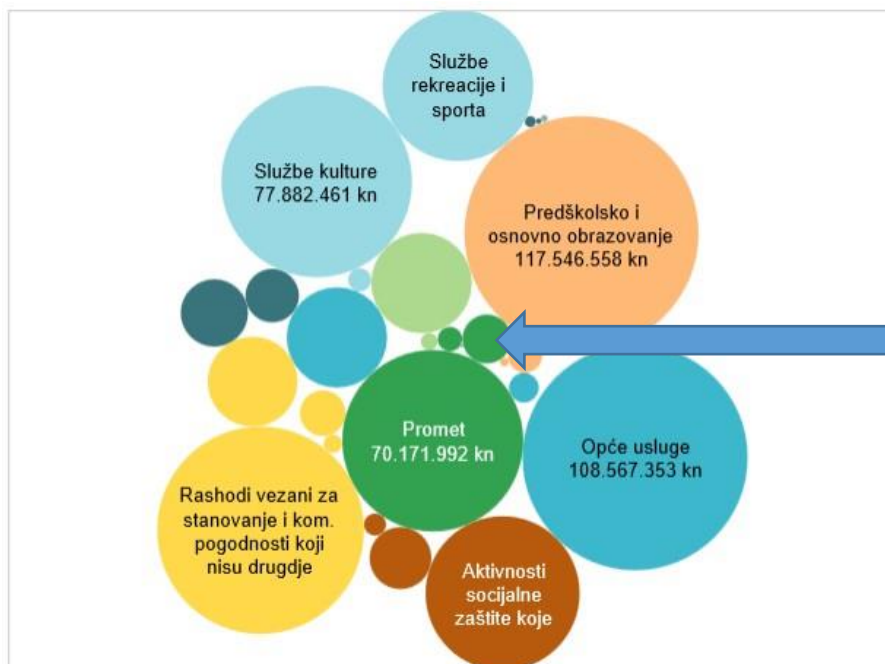 Službe
rekreacije i
sporta
Službe kulture
77.882.461 kn
Predškolsko i
osnovno obrazovanje
117.546.558 kn
Promet
70.171.992 kn
Opće usluge
108.567.353 kn
Rashodi vezani za
stanovanje i kom.
pogodnosti koji
nisu drugdje
Aktivnosti
socijalne
zaštite koje